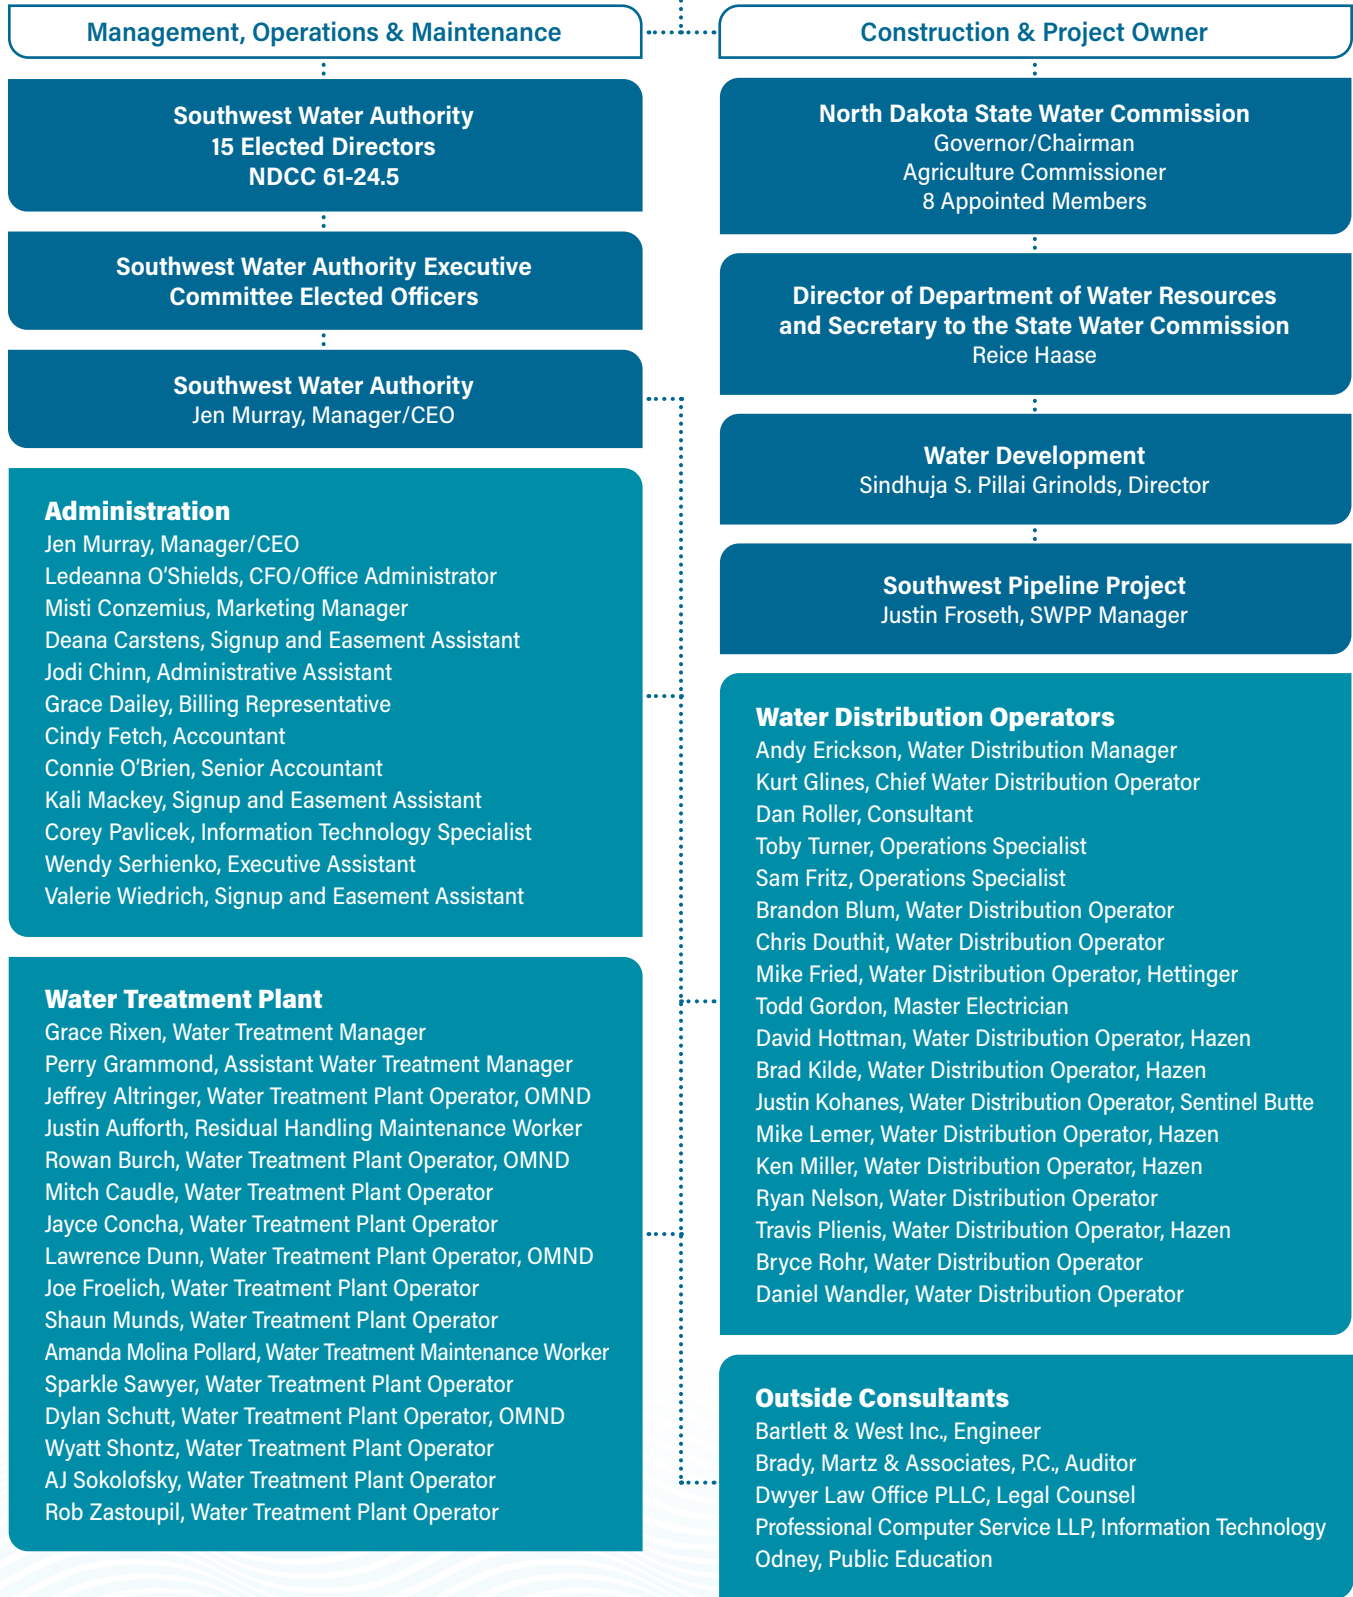 Management, Operations & Maintenance
Southwest Water Authority
15 Elected Directors
NDCC 61-24.5
Southwest Water Authority Executive
Committee Elected Officers
Southwest Water Authority
Jen Murray, Manager/CEO
Administration
Jen Murray, Manager/CEO
Ledeanna O'Shields, CFO/Office Administrator
Misti Conzemius, Marketing Manager
Deana Carstens, Signup and Easement Assistant
Jodi Chinn, Administrative Assistant
Grace Dailey, Billing Representative
Cindy Fetch, Accountant
Connie O'Brien, Senior Accountant
Kali Mackey, Signup and Easement Assistant
Corey Pavlicek, Information Technology Specialist
Wendy Serhienko, Executive Assistant
Valerie Wiedrich, Signup and Easement Assistant
Water Treatment Plant
Grace Rixen, Water Treatment Manager
Perry Grammond, Assistant Water Treatment Manager
Jeffrey Altringer, Water Treatment Plant Operator, OMND
Justin Aufforth, Residual Handling Maintenance Worker
Rowan Burch, Water Treatment Plant Operator, OMND
Mitch Caudle, Water Treatment Plant Operator
Jayce Concha, Water Treatment Plant Operator
Lawrence Dunn, Water Treatment Plant Operator, OMND
Joe Froelich, Water Treatment Plant Operator
Shaun Munds, Water Treatment Plant Operator
Amanda Molina Pollard, Water Treatment Maintenance Worker
Sparkle Sawyer, Water Treatment Plant Operator
Dylan Schutt, Water Treatment Plant Operator, OMND
Wyatt Shontz, Water Treatment Plant Operator
AJ Sokolofsky, Water Treatment Plant Operator
Rob Zastoupil, Water Treatment Plant Operator
Construction & Project Owner
North Dakota State Water Commission
Governor/Chairman
Agriculture Commissioner
8 Appointed Members
Director of Department of Water Resources
and Secretary to the State Water Commission
Reice Haase
Water Development
Sindhuja S. Pillai Grinolds, Director
Southwest Pipeline Project
Justin Froseth, SWPP Manager
Water Distribution Operators
Andy Erickson, Water Distribution Manager
Kurt Glines, Chief Water Distribution Operator
Dan Roller, Consultant
Toby Turner, Operations Specialist
Sam Fritz, Operations Specialist
Brandon Blum, Water Distribution Operator
Chris Douthit, Water Distribution Operator
Mike Fried, Water Distribution Operator, Hettinger
Todd Gordon, Master Electrician
David Hottman, Water Distribution Operator, Hazen
Brad Kilde, Water Distribution Operator, Hazen
Justin Kohanes, Water Distribution Operator, Sentinel Butte
Mike Lemer, Water Distribution Operator, Hazen
Ken Miller, Water Distribution Operator, Hazen
Ryan Nelson, Water Distribution Operator
Travis Plienis, Water Distribution Operator, Hazen
Bryce Rohr, Water Distribution Operator
Daniel Wandler, Water Distribution Operator
Outside Consultants
Bartlett & West Inc., Engineer
Brady, Martz & Associates, P.C., Auditor
Dwyer Law Office PLLC, Legal Counsel
Professional Computer Service LLP, Information Technology
Odney, Public Education